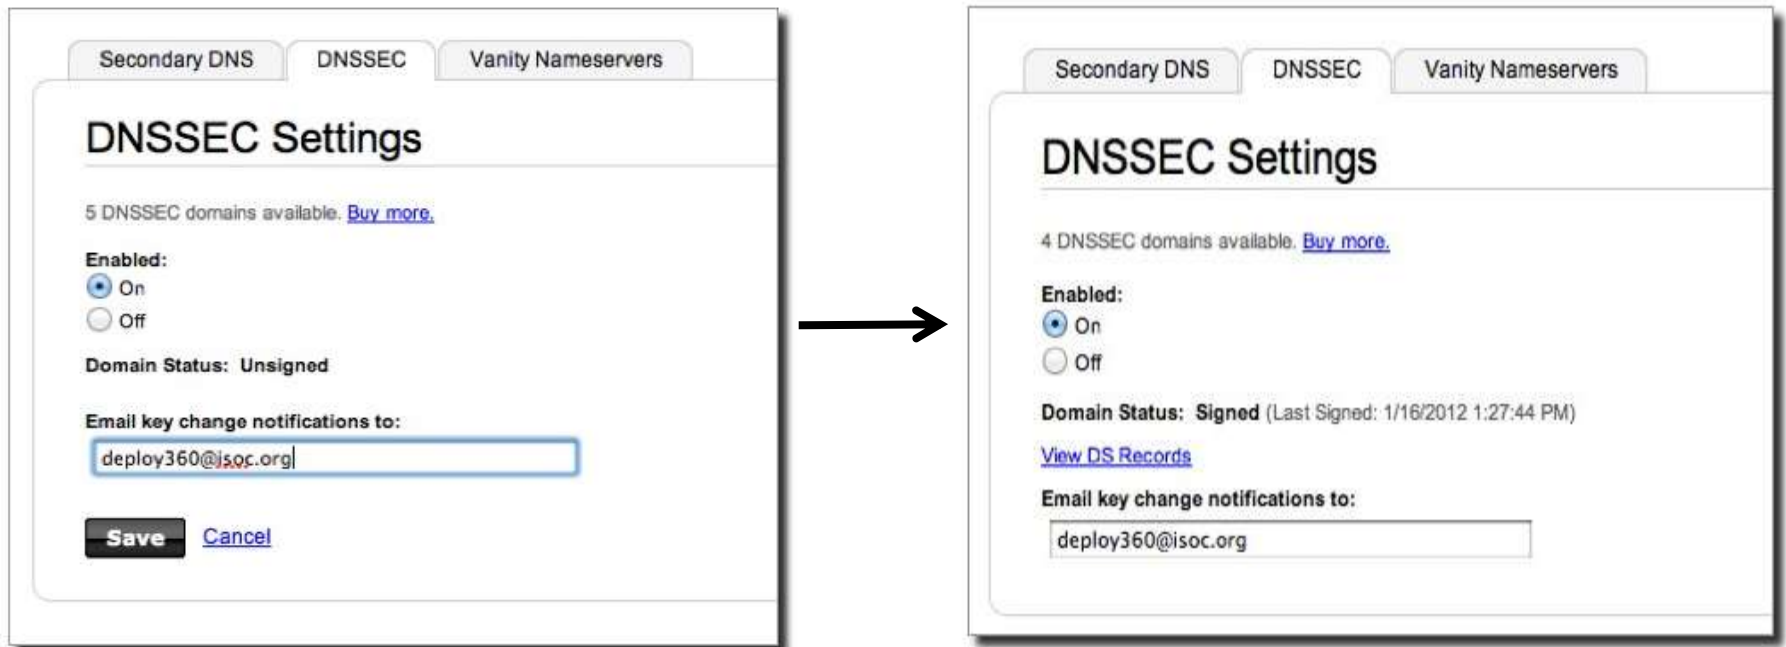 Secondary DNS DNSSEC Vanity Nameservers
DNSSEC Settings
5 DNSSEC domains available. Buy more.
Enabled:
On
Off
Domain Status: Unsigned
Email key change notifications to:
deploy360@isoc.org
Save Cancel
Secondary DNS DNSSEC Vanity Nameservers
DNSSEC Settings
4 DNSSEC domains available. Buy more.
Enabled:
On
Off
Domain Status: Signed (Last Signed: 1/16/2012 1:27:44 PM)
View DS Records
Email key change notifications to:
deploy360@isoc.org